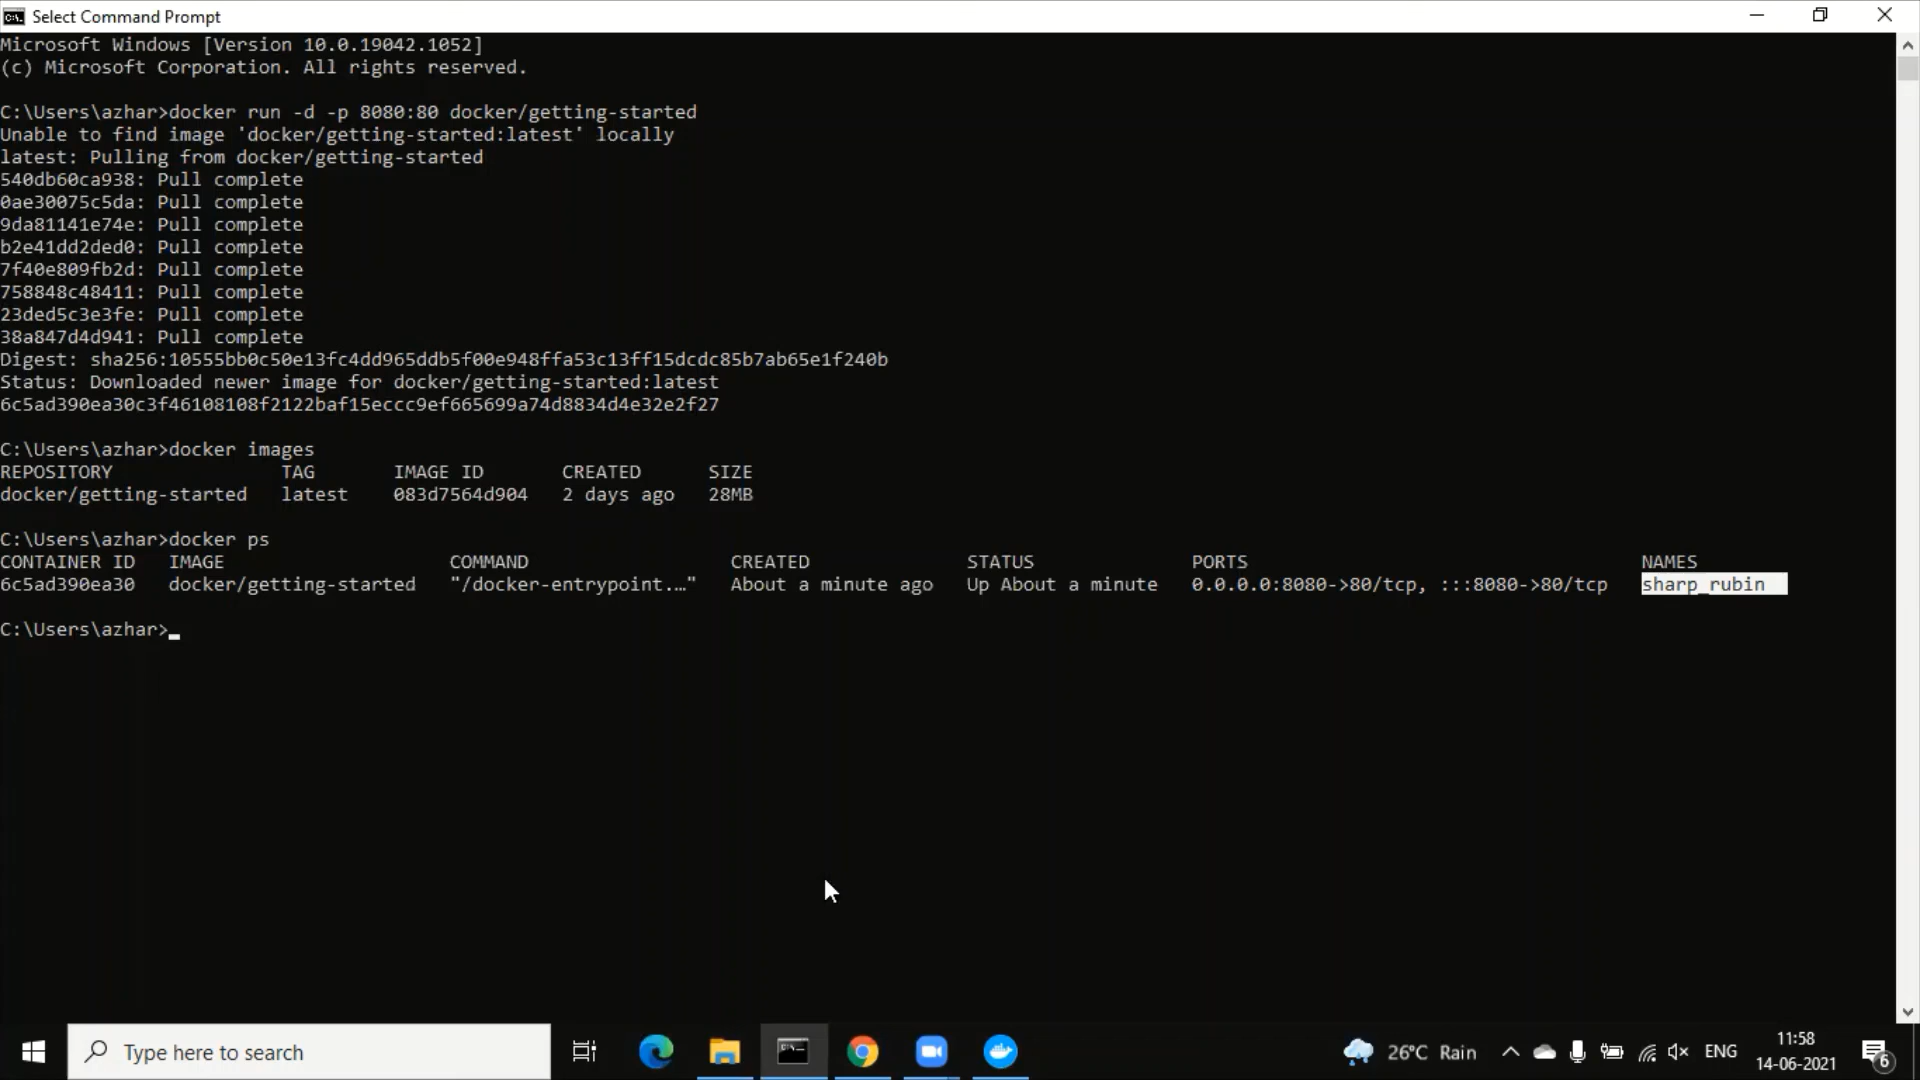 Select Command Prompt
Microsoft Windows [Version 10.0.19042.1052]
(c) Microsoft Corporation. All rights reserved.
C:\Users\azhar>docker run -d -p 8080:80 docker/getting-started
Unable to find image 'docker/getting-started:latest' locally
latest: Pulling from docker/getting-started
540db60ca938: Pull complete
0ae30075c5da: Pull complete
9da81141e74e: Pull complete
b2e41dd2ded0: Pull complete
7f40e809fb2d: Pull complete
758848c48411: Pull complete
23ded5c3e3fe: Pull complete
38a847d4d941: Pull complete
Digest: sha256:10555bb0c50e13fc4dd965ddb5f00e948ffa53c13ff15dcdc85b7ab65e1f240b
Status: Downloaded newer image for docker/getting-started:latest
6c5ad390ea30c3f46108108f2122baf15eccc9ef665699a74d8834d4e32e2f27
C:\Users\azhar>docker images
REPOSITORY TAG IMAGE ID CREATED SIZE
docker/getting-started latest 083d7564d904 2 days ago 28MB
C:\Users\azhar>docker ps
CONTAINER ID IMAGE COMMAND CREATED STATUS PORTS NAMES
6c5ad390ea30 docker/getting-started "/docker-entrypoint.…" About a minute ago Up About a minute 0.0.0.0:8080->80/tcp, :::8080->80/tcp sharp_rubin
C:\Users\azhar>
Type here to search
26°C Rain
ENG
11:58
14-06-2021
6